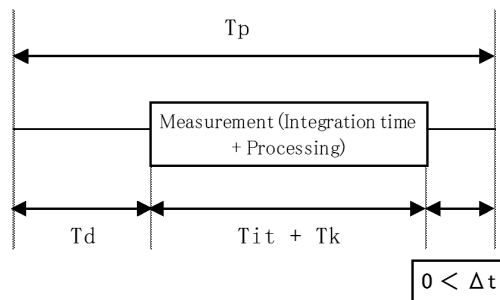 Tp
Measurement(Integration time
+ Processing)
Td
Tit + Tk
0 < Δt